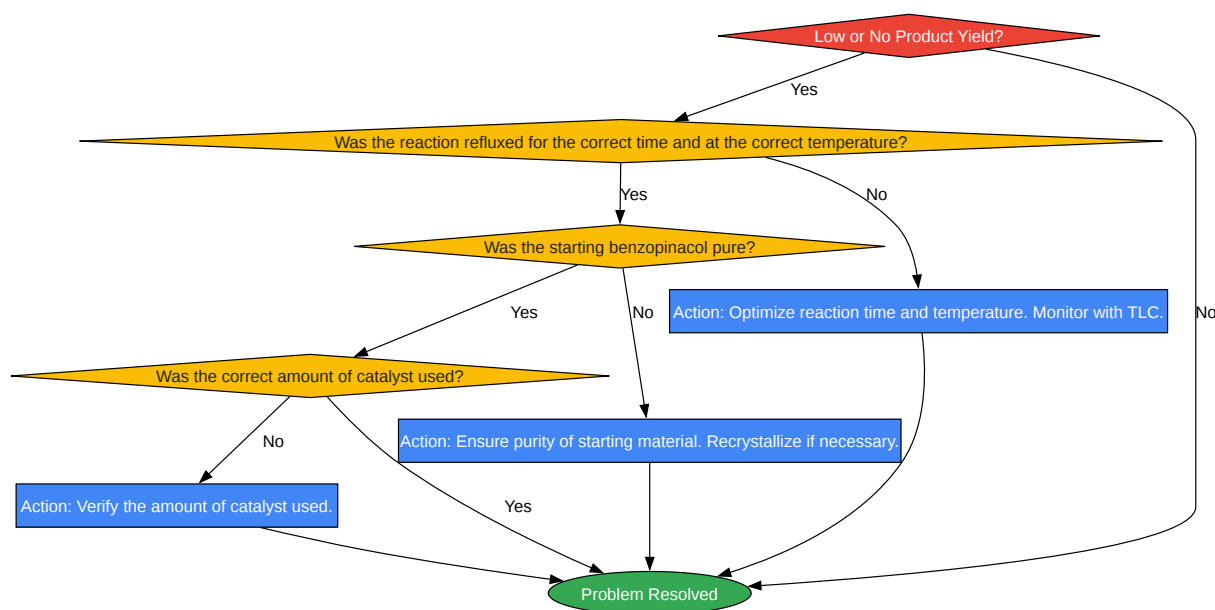 Low or No Product Yield?
Yes
Was the reaction refluxed for the correct time and at the correct temperature?
Yes
No
Was the starting benzopinacol pure?
Yes
No
Action: Optimize reaction time and temperature. Monitor with TLC.
No
Was the correct amount of catalyst used?
No
Action: Ensure purity of starting material. Recrystallize if necessary.
Action: Verify the amount of catalyst used.
Yes
Problem Resolved